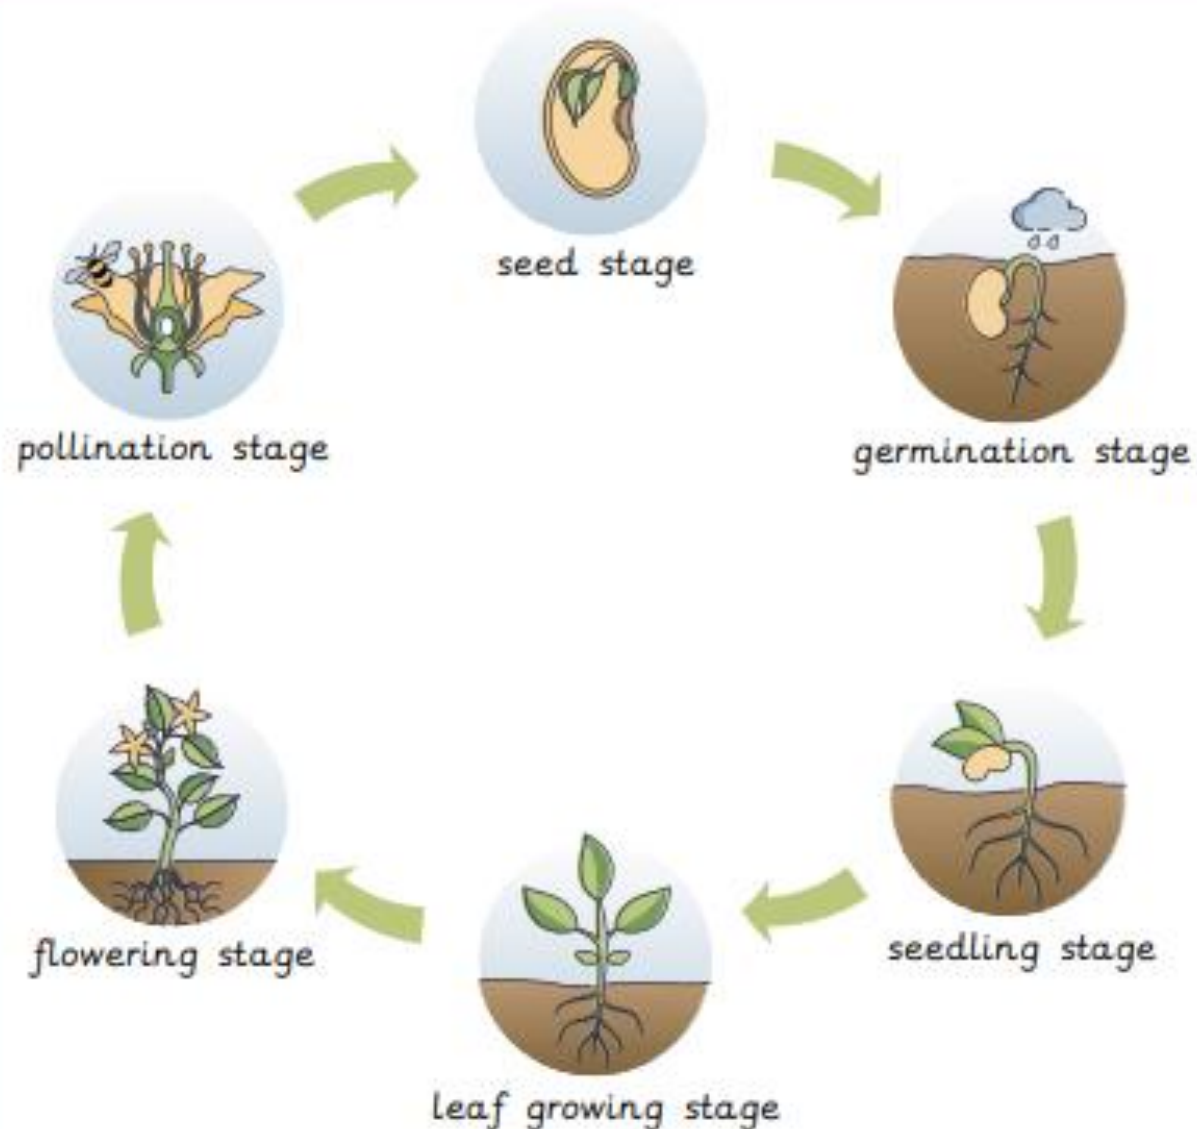 seed stage
germination stage
seedling stage
leaf growing stage
flowering stage
pollination stage